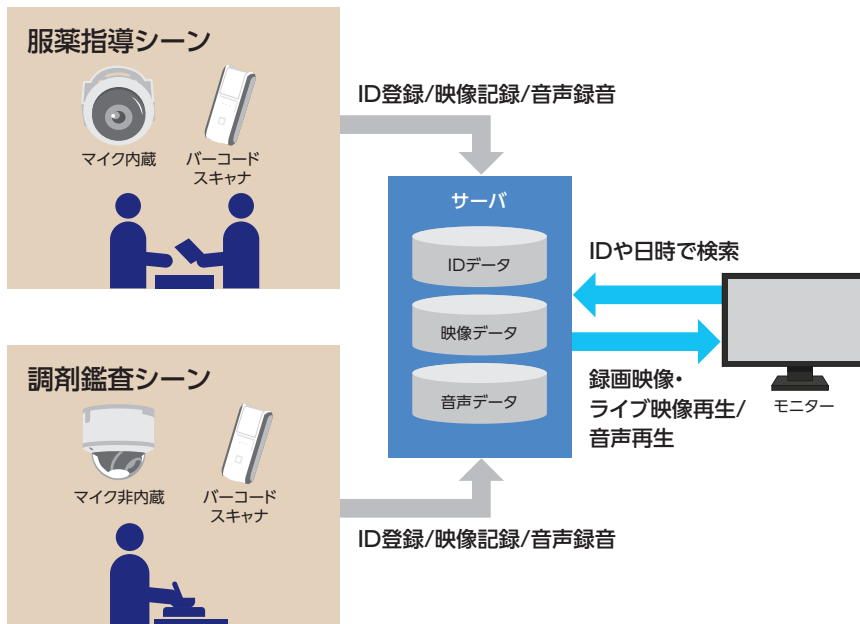 服薬指導シーン
マイク内蔵
バーコード
スキャナ
ID登録/映像記録/音声録音
サーバ
IDデータ
映像データ
音声データ
IDや日時で検索
録画映像・
ライブ映像再生/
音声再生
モニター
調剤鑑査シーン
マイク非内蔵
バーコード
スキャナ
ID登録/映像記録/音声録音